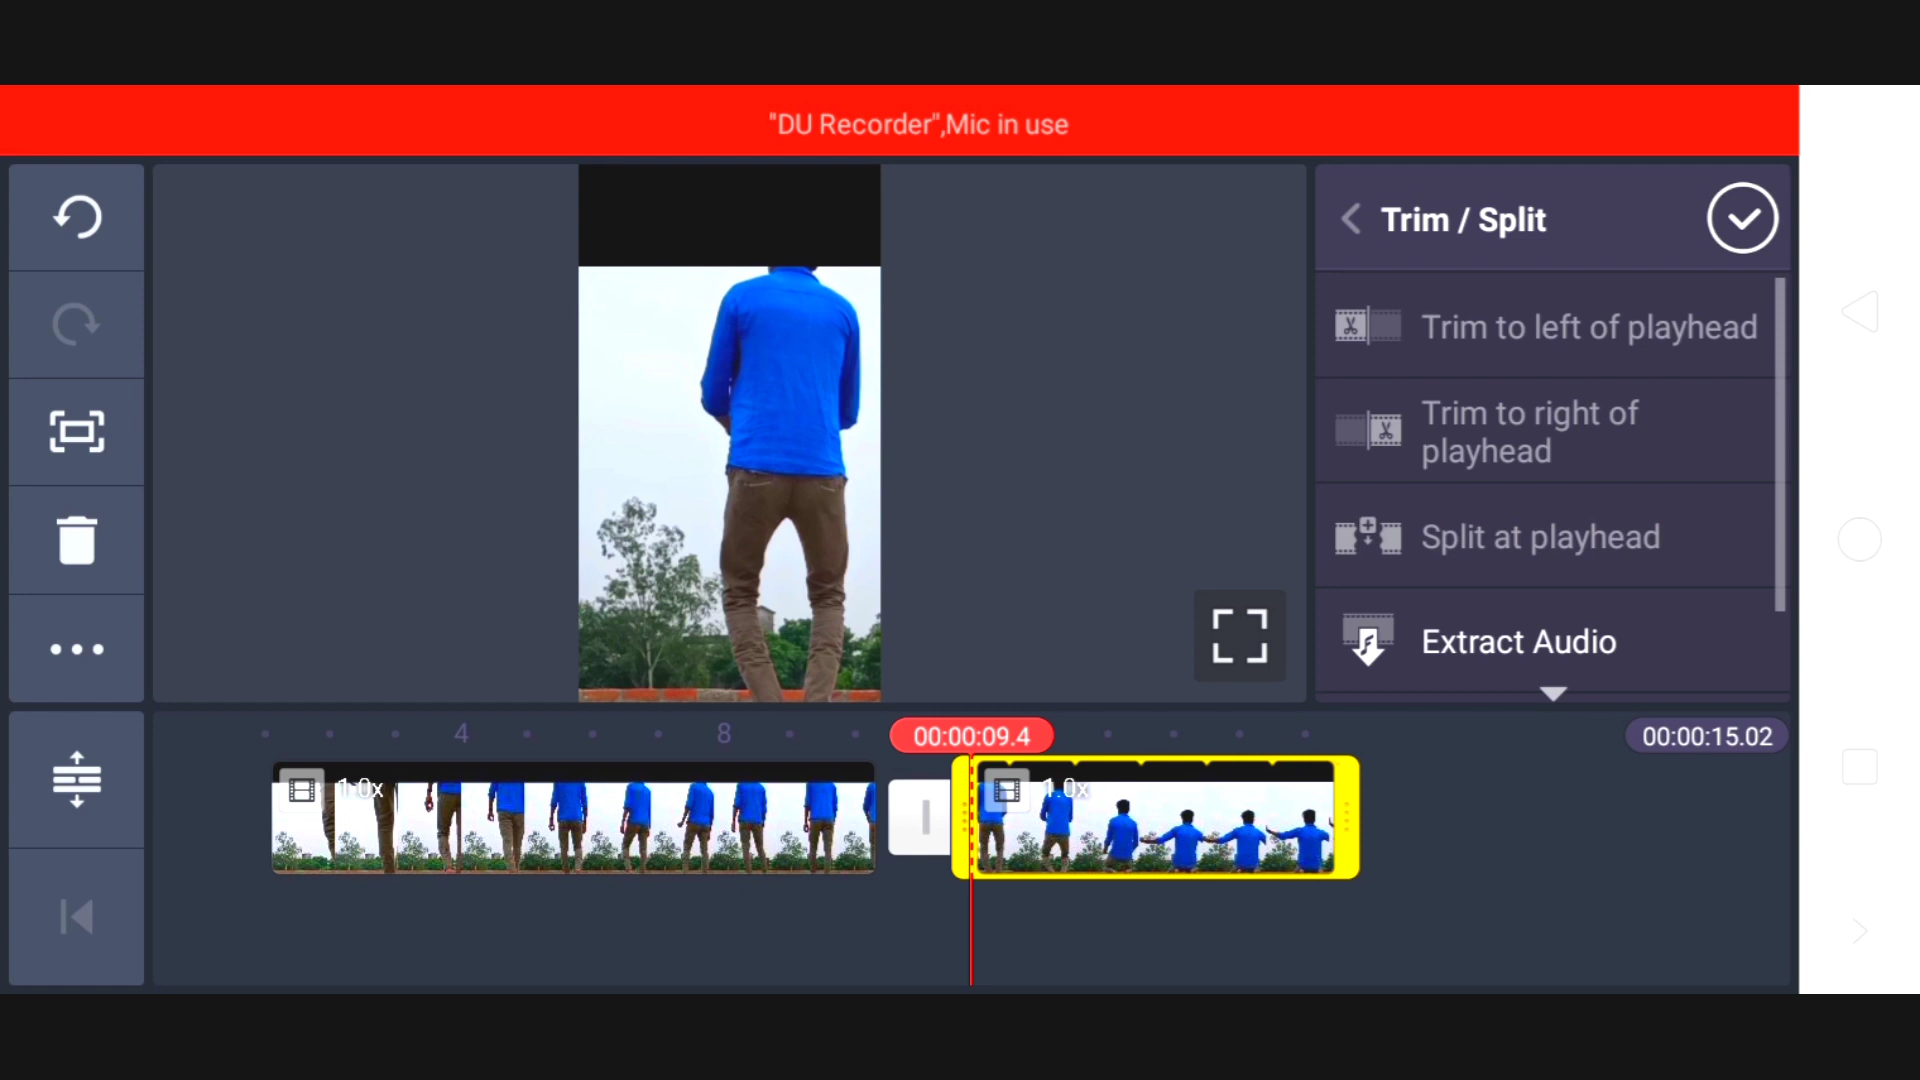 "DU Recorder",Mic in use
Trim / Split
Trim to left of playhead
Trim to right of
playhead
Split at playhead
Extract Audio
4
8
00:00:09.4
00:00:15.02
1.0x
1.0x